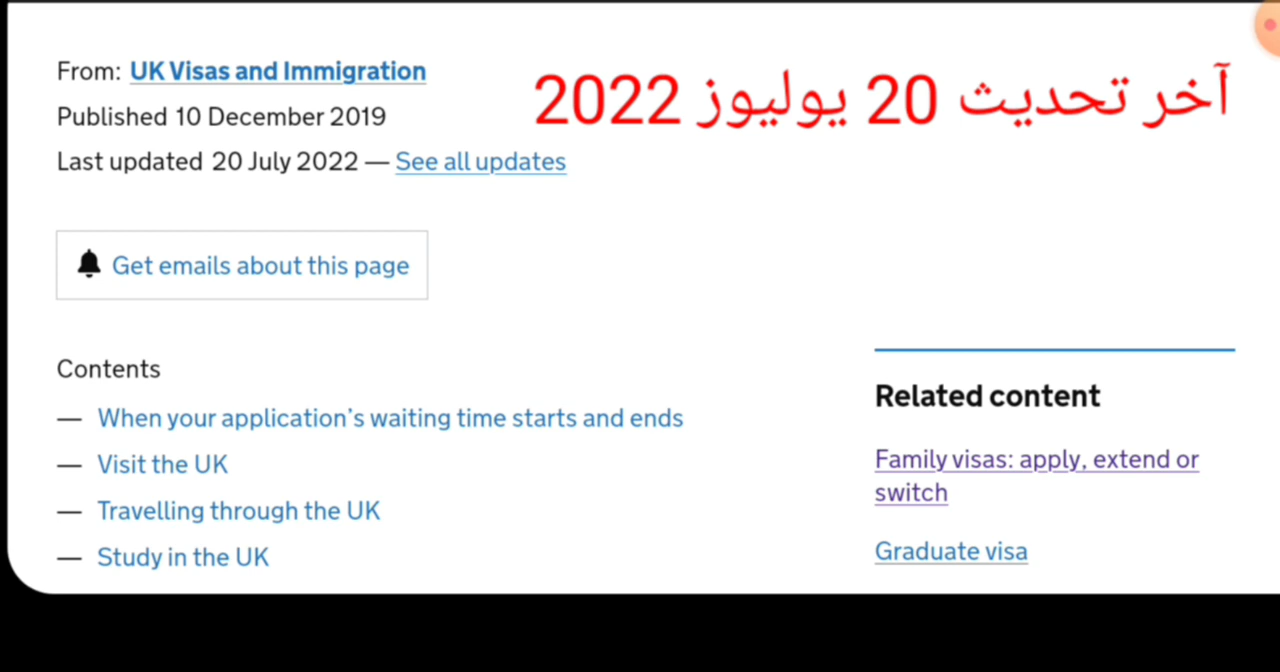 From: UK Visas and Immigration
آخر تحديث 20 يوليوز 2022
Published 10 December 2019
Last updated 20 July 2022 — See all updates
Get emails about this page
Contents
— When your application's waiting time starts and ends
— Visit the UK
— Travelling through the UK
— Study in the UK
Related content
Family visas: apply, extend or
switch
Graduate visa